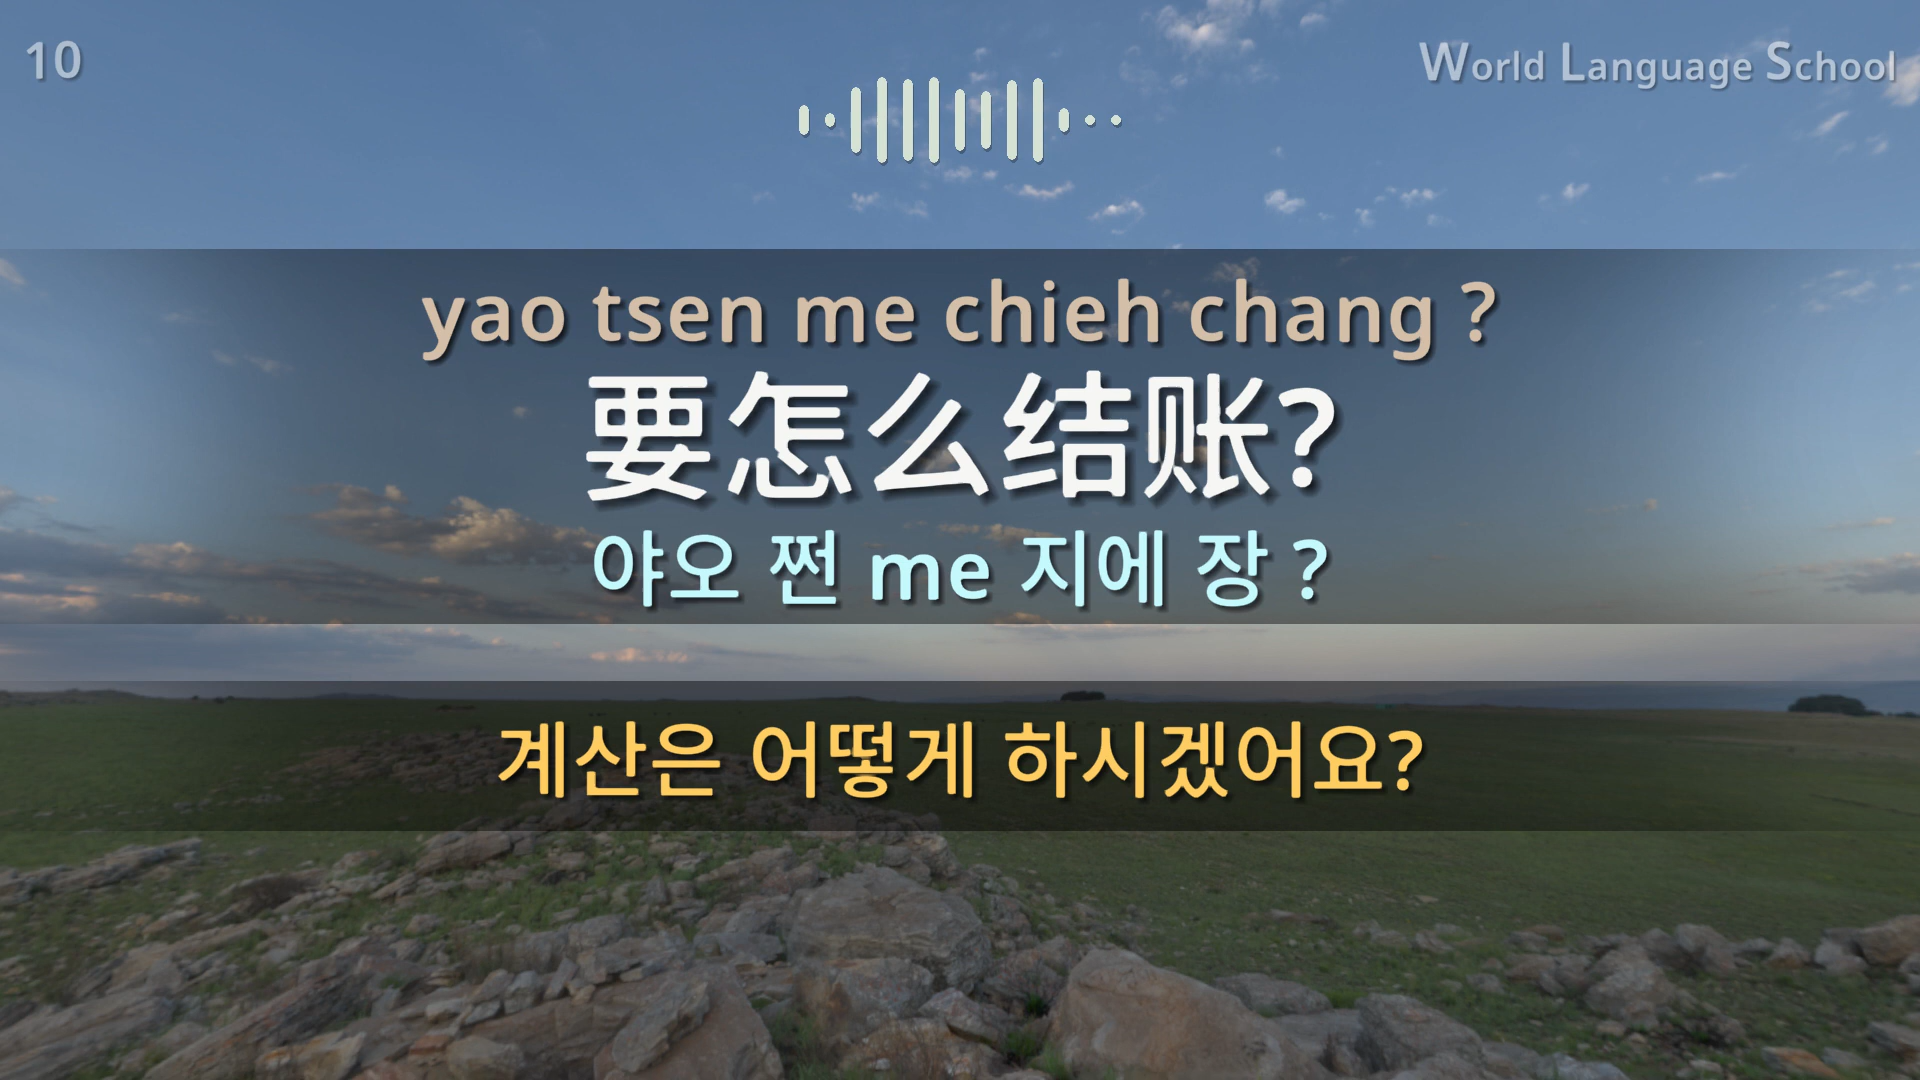 10
World Language School
yao tsen me chieh chang ?
要怎么结账?
야오 쩐 me 지에 장 ?
계산은 어떻게 하시겠어요?